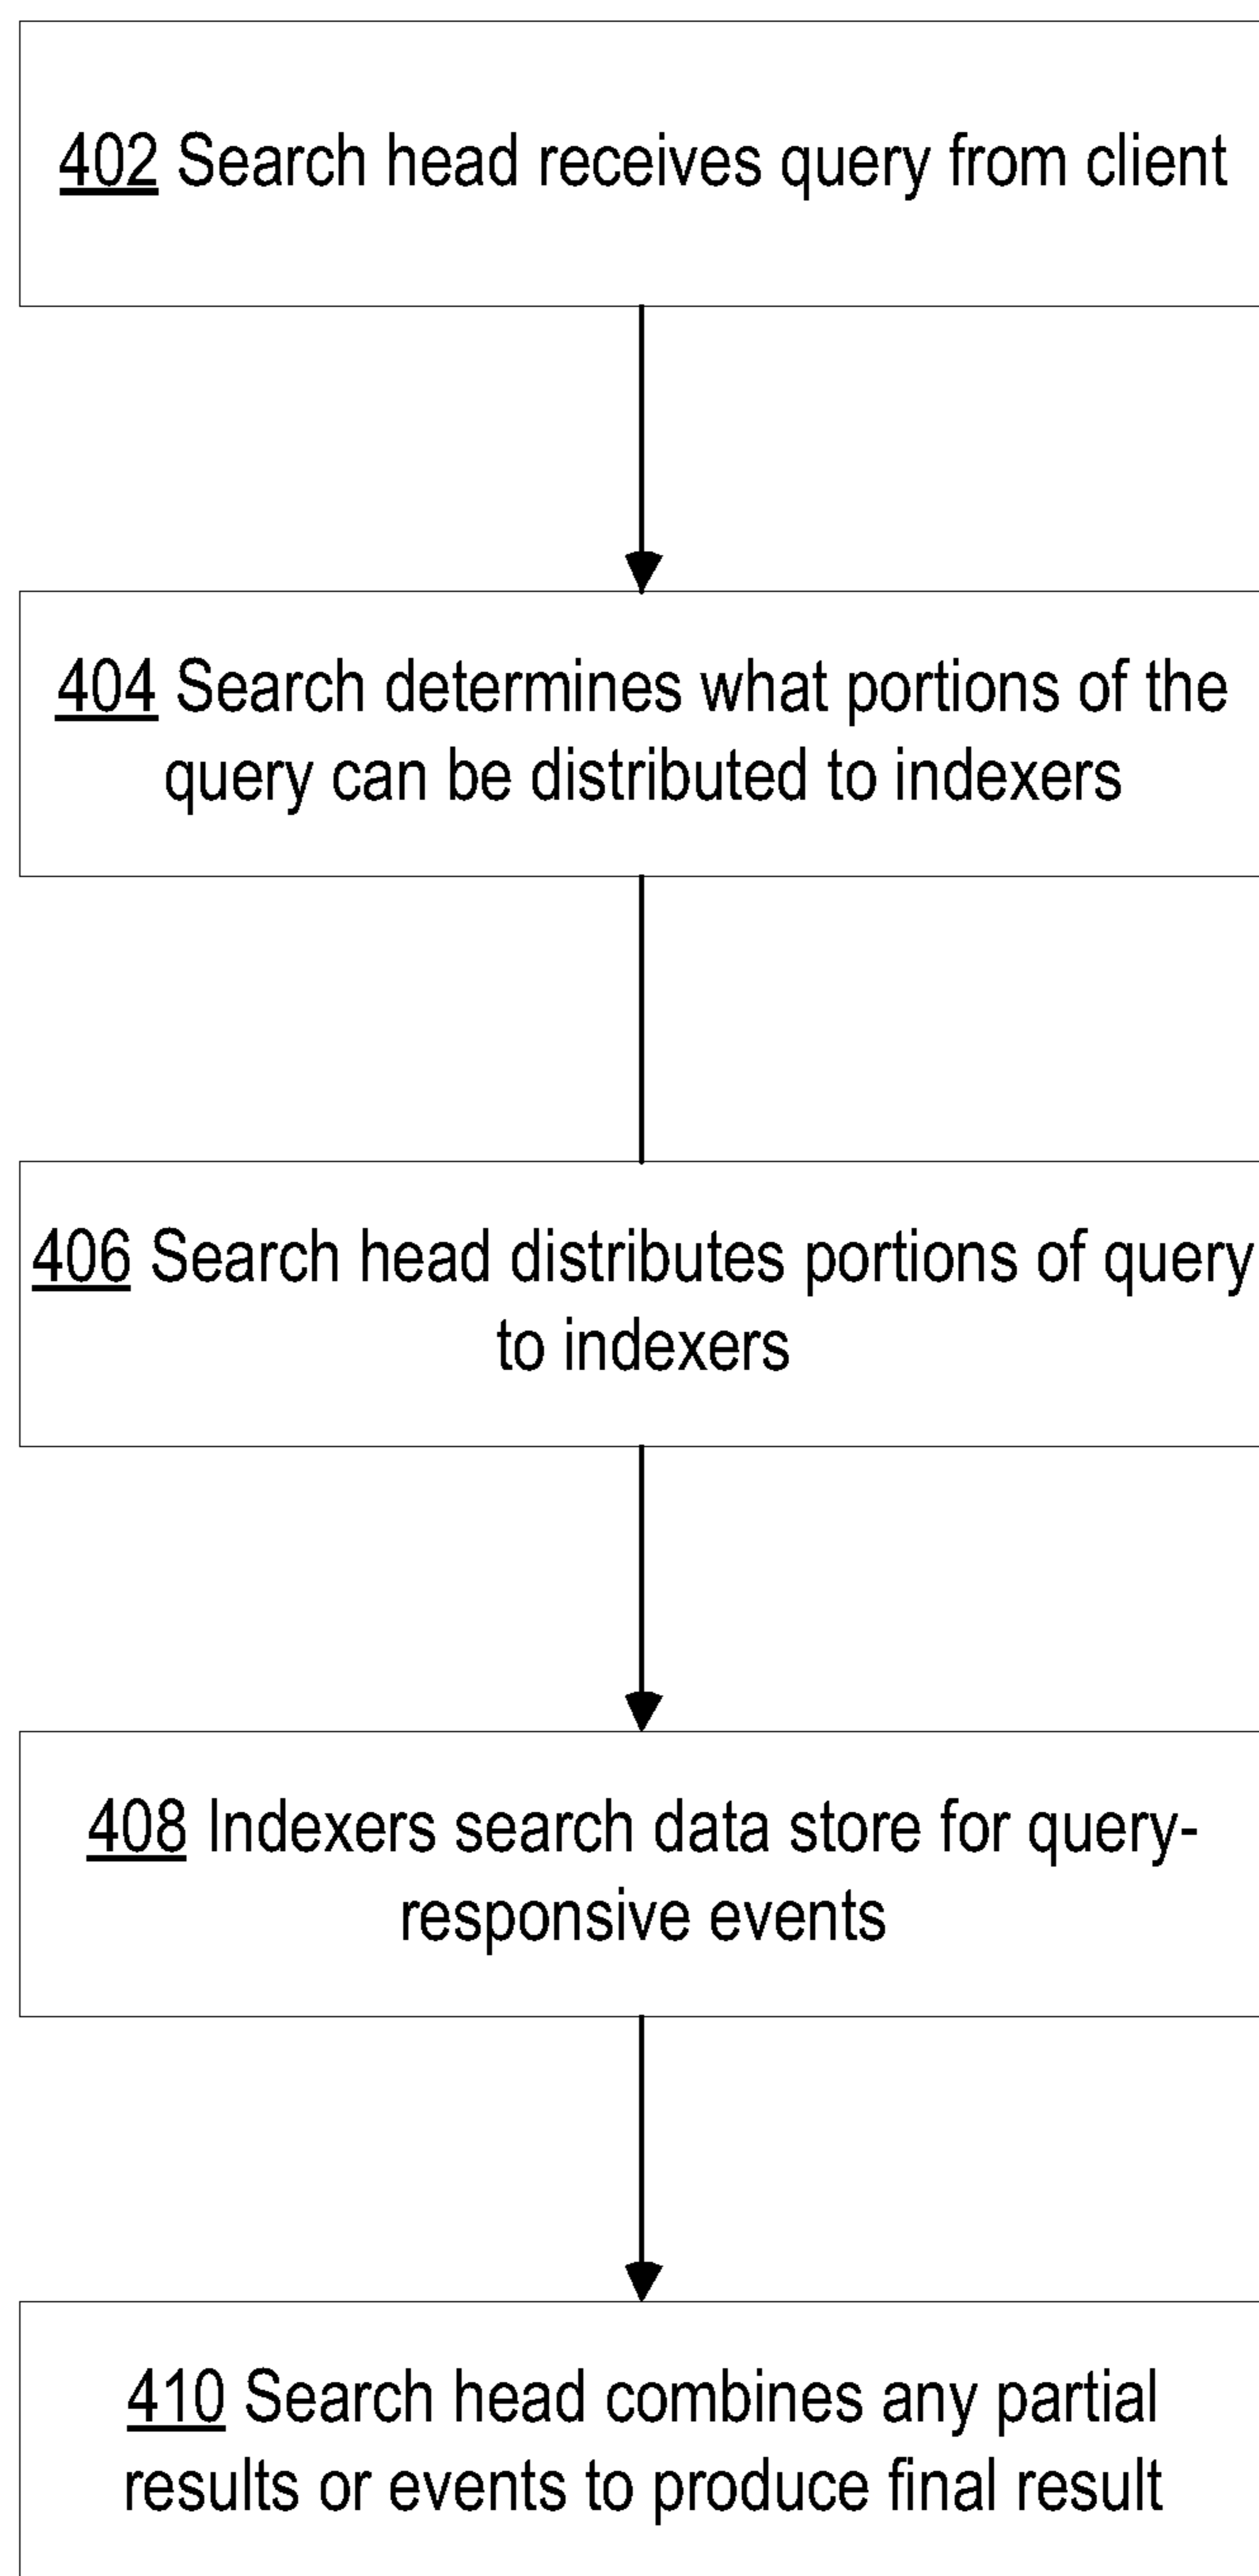 402 Search head receives query from client
404 Search determines what portions of the
query can be distributed to indexers
406 Search head distributes portions of query
to indexers
408 Indexers search data store for query-
responsive events
410 Search head combines any partial
results or events to produce final result